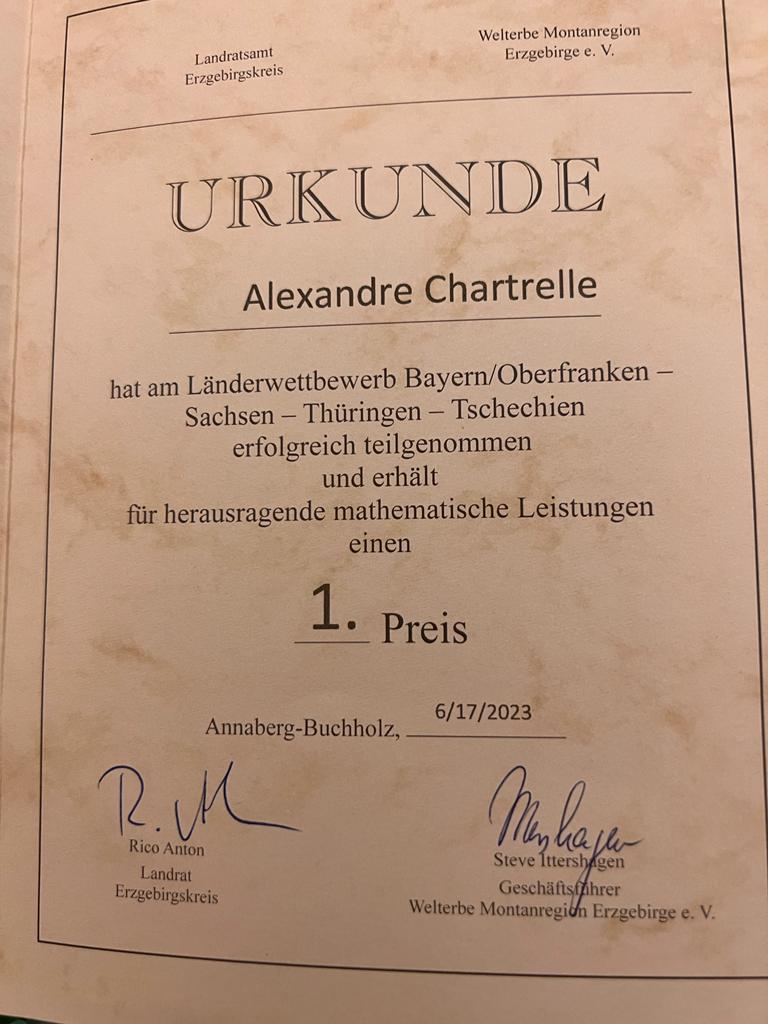 Landratsamt
Erzgebirgskreis
Welterbe Montanregion
Erzgebirge e. V.
URKUNDE
Alexandre Chartrelle
hat am Länderwettbewerb Bayern/Oberfranken –
Sachsen – Thüringen – Tschechien
erfolgreich teilgenommen
und erhält
für herausragende mathematische Leistungen
einen
1. Preis
Annaberg-Buchholz, 6/17/2023
Rico Anton
Landrat
Erzgebirgskreis
Steve Ittershagen
Geschäftsführer
Welterbe Montanregion Erzgebirge e. V.